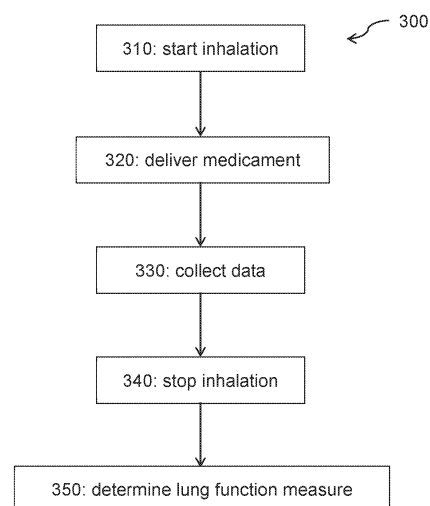 300
310: start inhalation
320: deliver medicament
330: collect data
340: stop inhalation
350: determine lung function measure